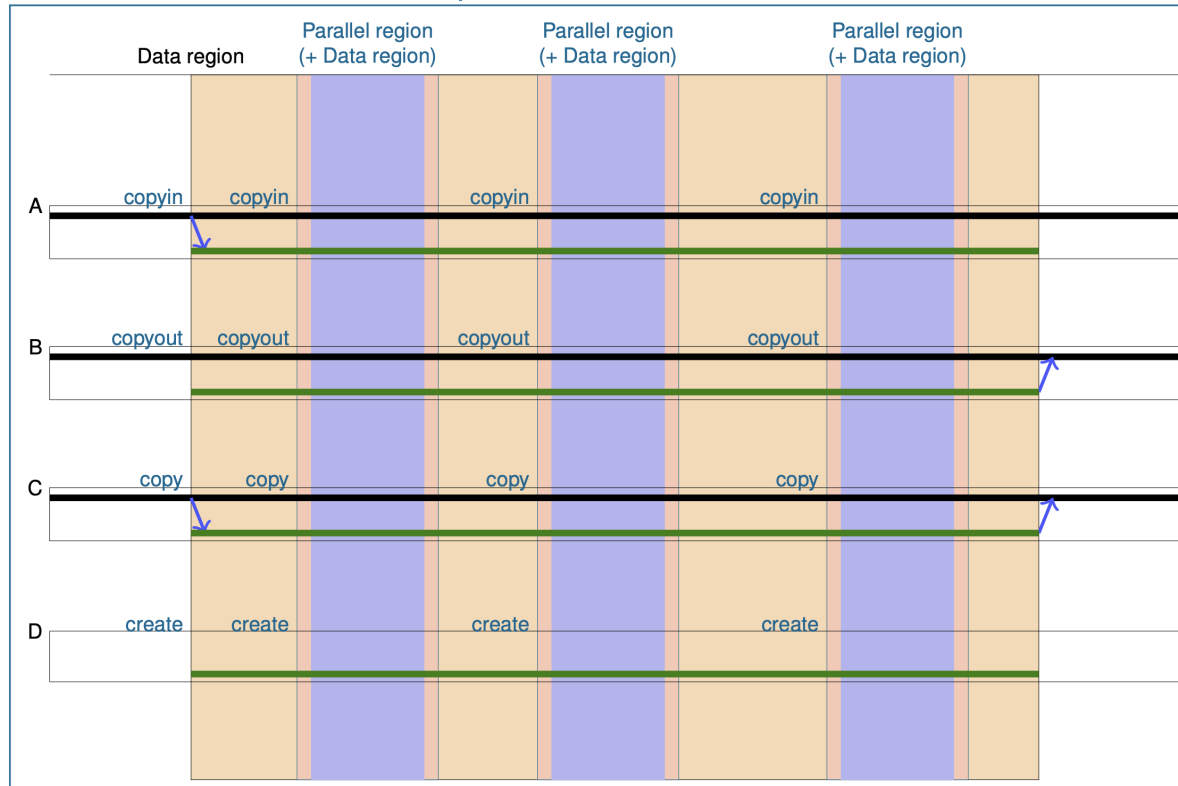 Parallel region Parallel region Parallel region
Data region (+ Data region) (+ Data region) (+ Data region)
copyin copyin copyin copyin
A
copyout copyout copyout copyout
B
copy copy copy copy
C
create create create create
D